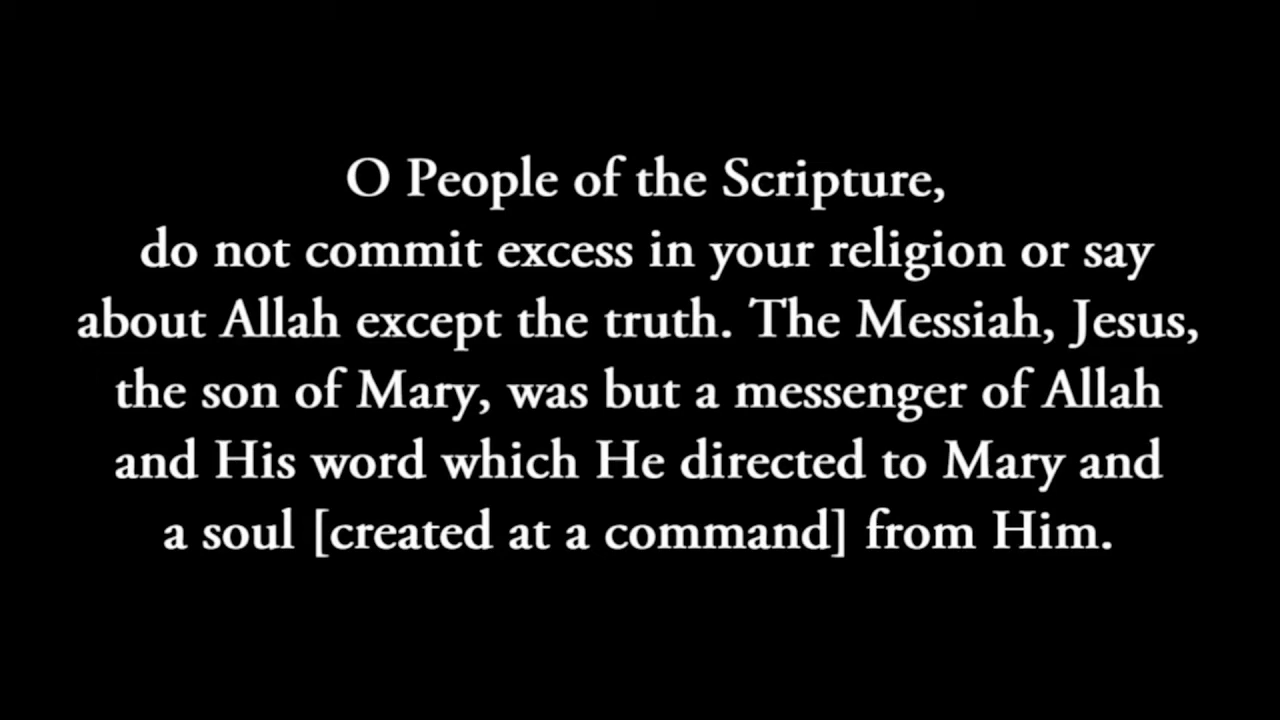 O People of the Scripture,
do not commit excess in your religion or say
about Allah except the truth. The Messiah, Jesus,
the son of Mary, was but a messenger of Allah
and His word which He directed to Mary and
a soul [created at a command] from Him.